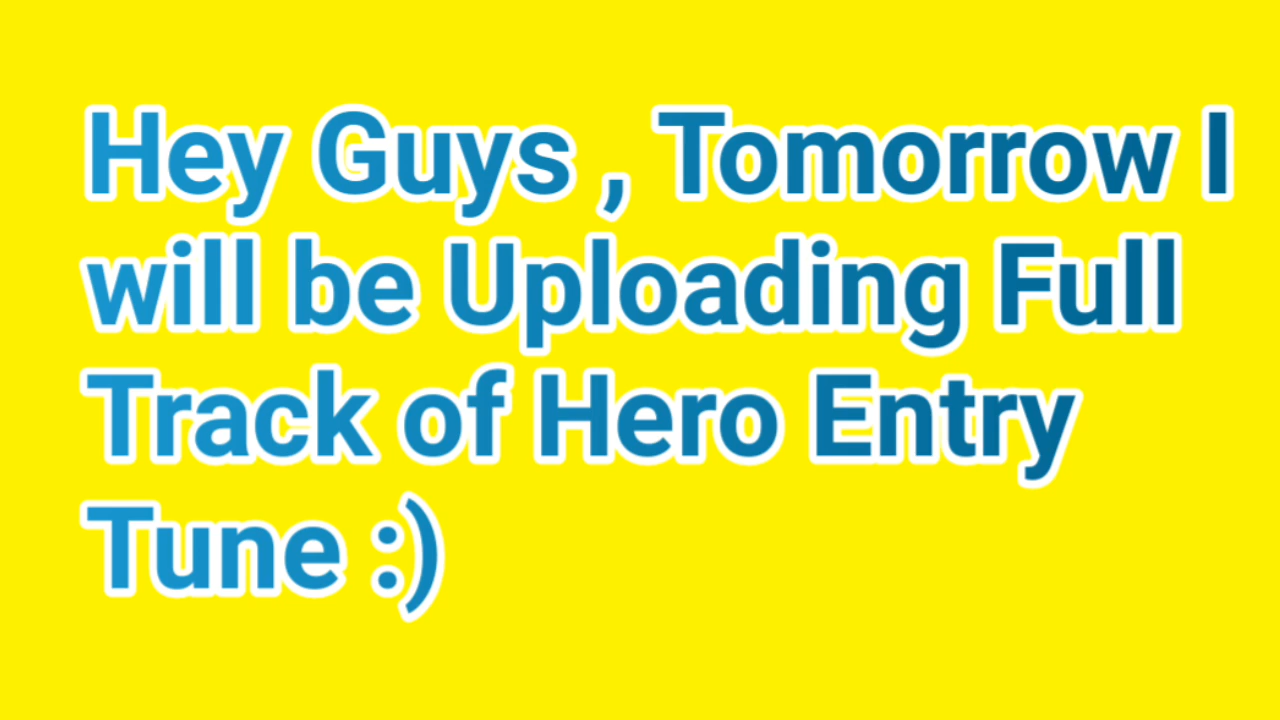 Hey Guys , Tomorrow I
will be Uploading Full
Track of Hero Entry
Tune :)